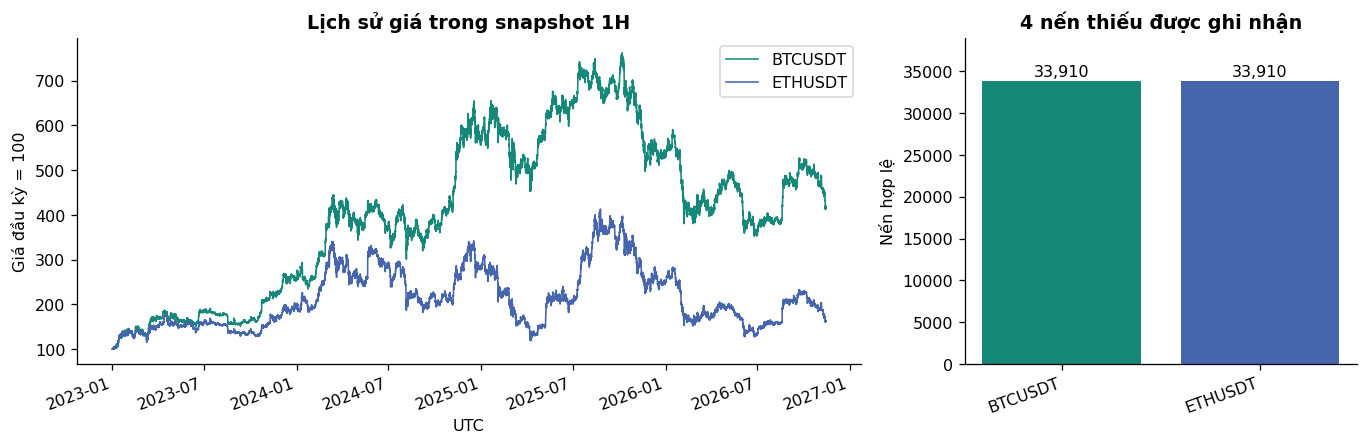 Lịch sử giá trong snapshot 1H
Giá đầu kỳ = 100
700
600
500
400
300
200
100
BTCUSDT
ETHUSDT
2023-01
2023-07
2024-01
2024-07
2025-01
2025-07
2026-01
2026-07
2027-01
UTC
4 nến thiếu được ghi nhận
Nến hợp lệ
35000
30000
25000
20000
15000
10000
5000
0
33,910
33,910
BTCUSDT
ETHUSDT